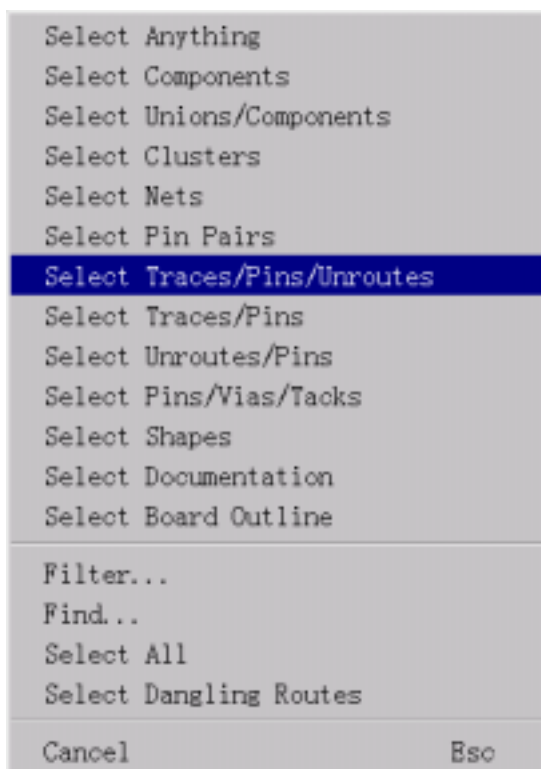 Select Anything
Select Components
Select Unions/Components
Select Clusters
Select Nets
Select Pin Pairs
Select Traces/Pins/Unroutes
Select Traces/Pins
Select Unroutes/Pins
Select Pins/Vias/Tacks
Select Shapes
Select Documentation
Select Board Outline
Filter...
Find...
Select All
Select Dangling Routes
Cancel Esc